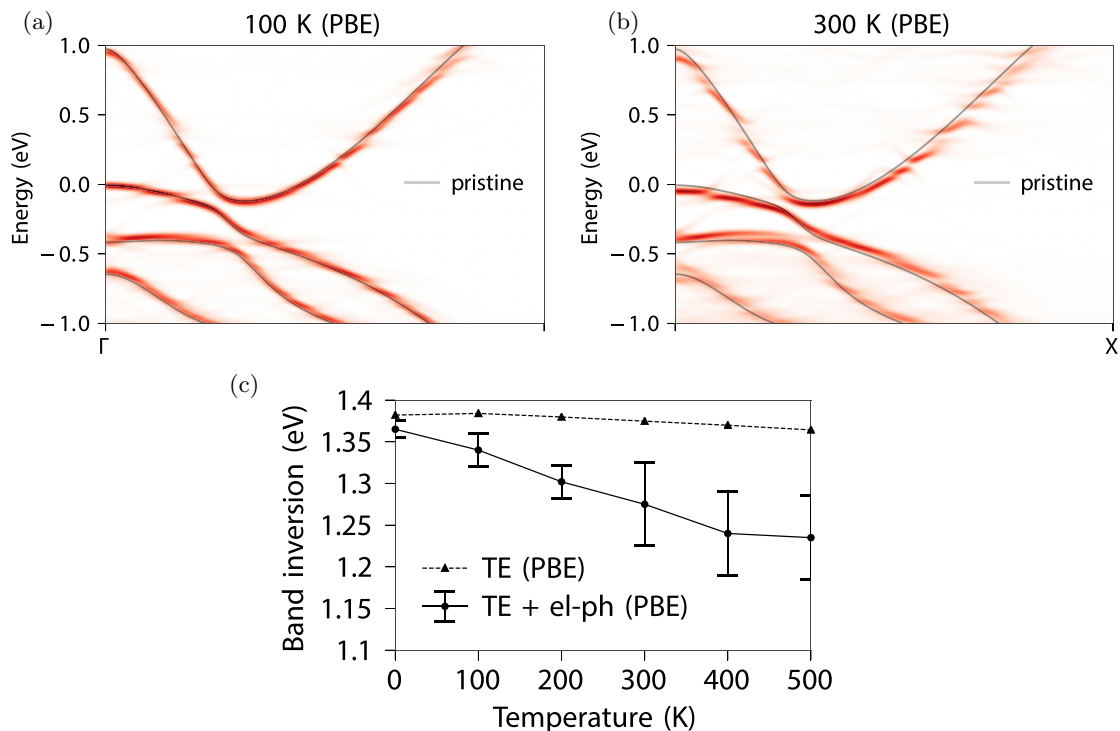 (a) 100 K (PBE)
1.0
0.5
0.0
−0.5
−1.0
Energy (eV)
pristine
Γ
(b) 300 K (PBE)
1.0
0.5
0.0
−0.5
−1.0
Energy (eV)
pristine
X
(c)
1.4
1.35
1.3
1.25
1.2
1.15
1.1
Band inversion (eV)
TE (PBE)
TE + el-ph (PBE)
0 100 200 300 400 500
Temperature (K)